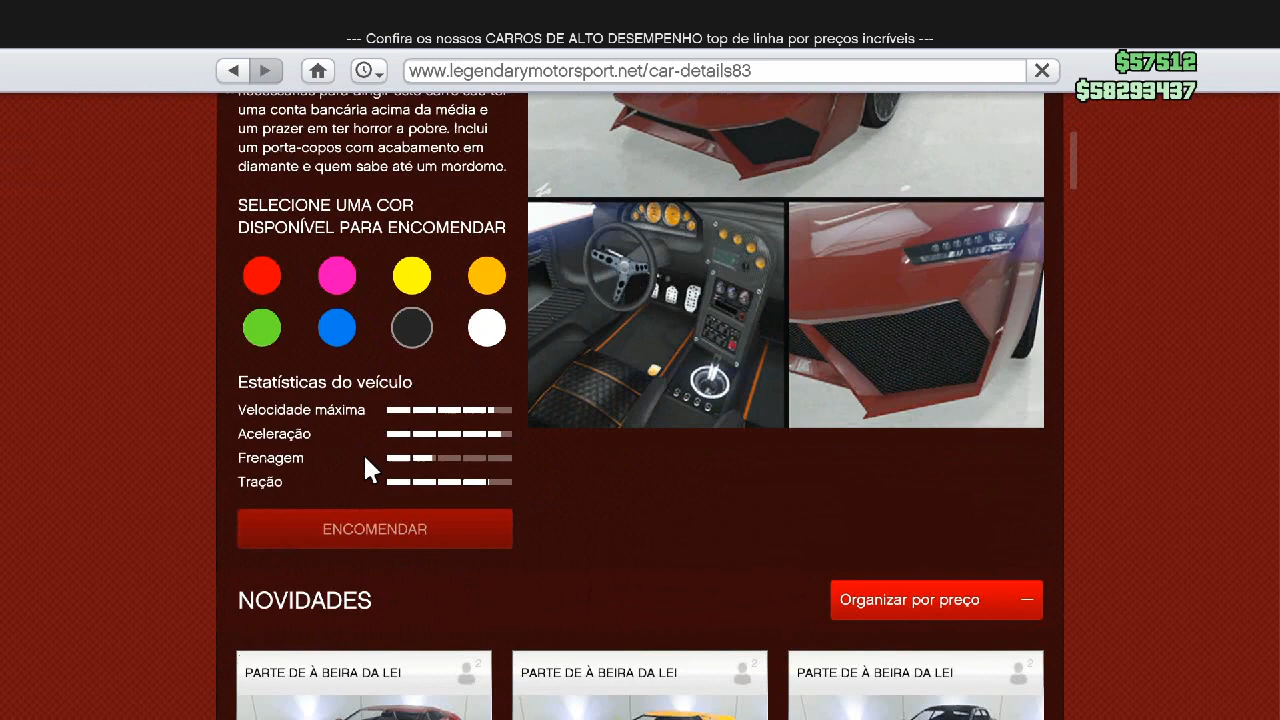 --- Confira os nossos CARROS DE ALTO DESEMPENHO top de linha por preços incríveis ---
www.legendarymotorsport.net/car-details83
$57512
$58293437
uma conta bancária acima da média e
um prazer em ter horror a pobre. Inclui
um porta-copos com acabamento em
diamante e quem sabe até um mordomo.
SELECIONE UMA COR
DISPONÍVEL PARA ENCOMENDAR
Estatísticas do veículo
Velocidade máxima
Aceleração
Frenagem
Tração
ENCOMENDAR
NOVIDADES
Organizar por preço
PARTE DE À BEIRA DA LEI
2
PARTE DE À BEIRA DA LEI
2
PARTE DE À BEIRA DA LEI
2